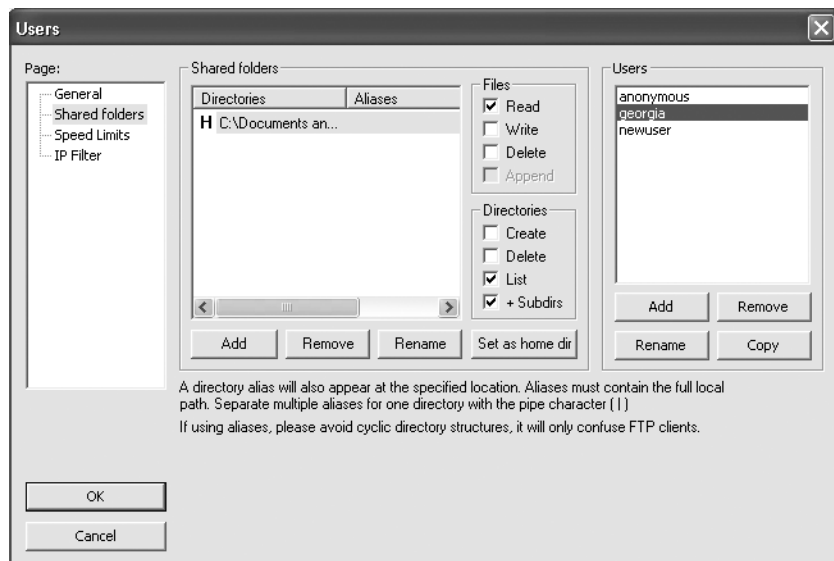 Users
Page:
General
Shared folders
Speed Limits
IP Filter
Shared folders
Directories Aliases
H C:\Documents an...
Files
Read
Write
Delete
Append
Directories
Create
Delete
List
+ Subdirs
Add Remove Rename Set as home dir
Users
anonymous
georgia
newuser
Add Remove
Rename Copy
A directory alias will also appear at the specified location. Aliases must contain the full local
path. Separate multiple aliases for one directory with the pipe character ( | )
If using aliases, please avoid cyclic directory structures, it will only confuse FTP clients.
OK
Cancel